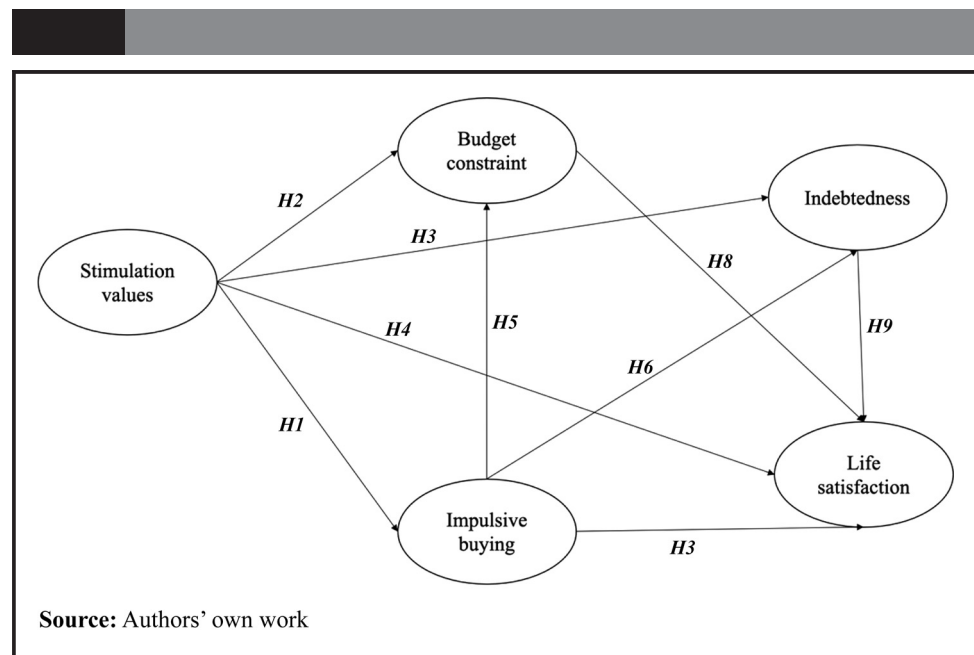 Budget
constraint
Indebtedness
H2
H3
H8
Stimulation
values
H4
H5
H9
H6
H1
Life
satisfaction
Impulsive
buying
H3
Source: Authors’ own work